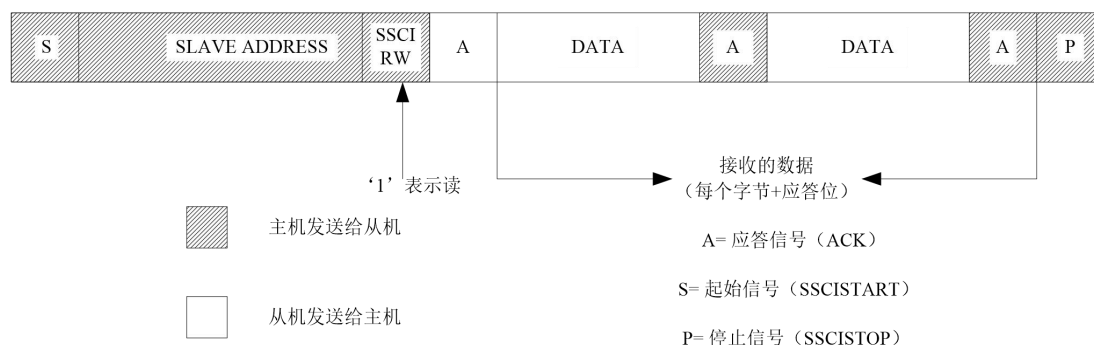 S SLAVE ADDRESS SSCI RW A DATA A DATA A P
‘1’表示读
接收的数据
（每个字节+应答位）
主机发送给从机
A= 应答信号（ACK）
S= 起始信号（SSCISTART）
从机发送给主机
P= 停止信号（SSCISTOP）